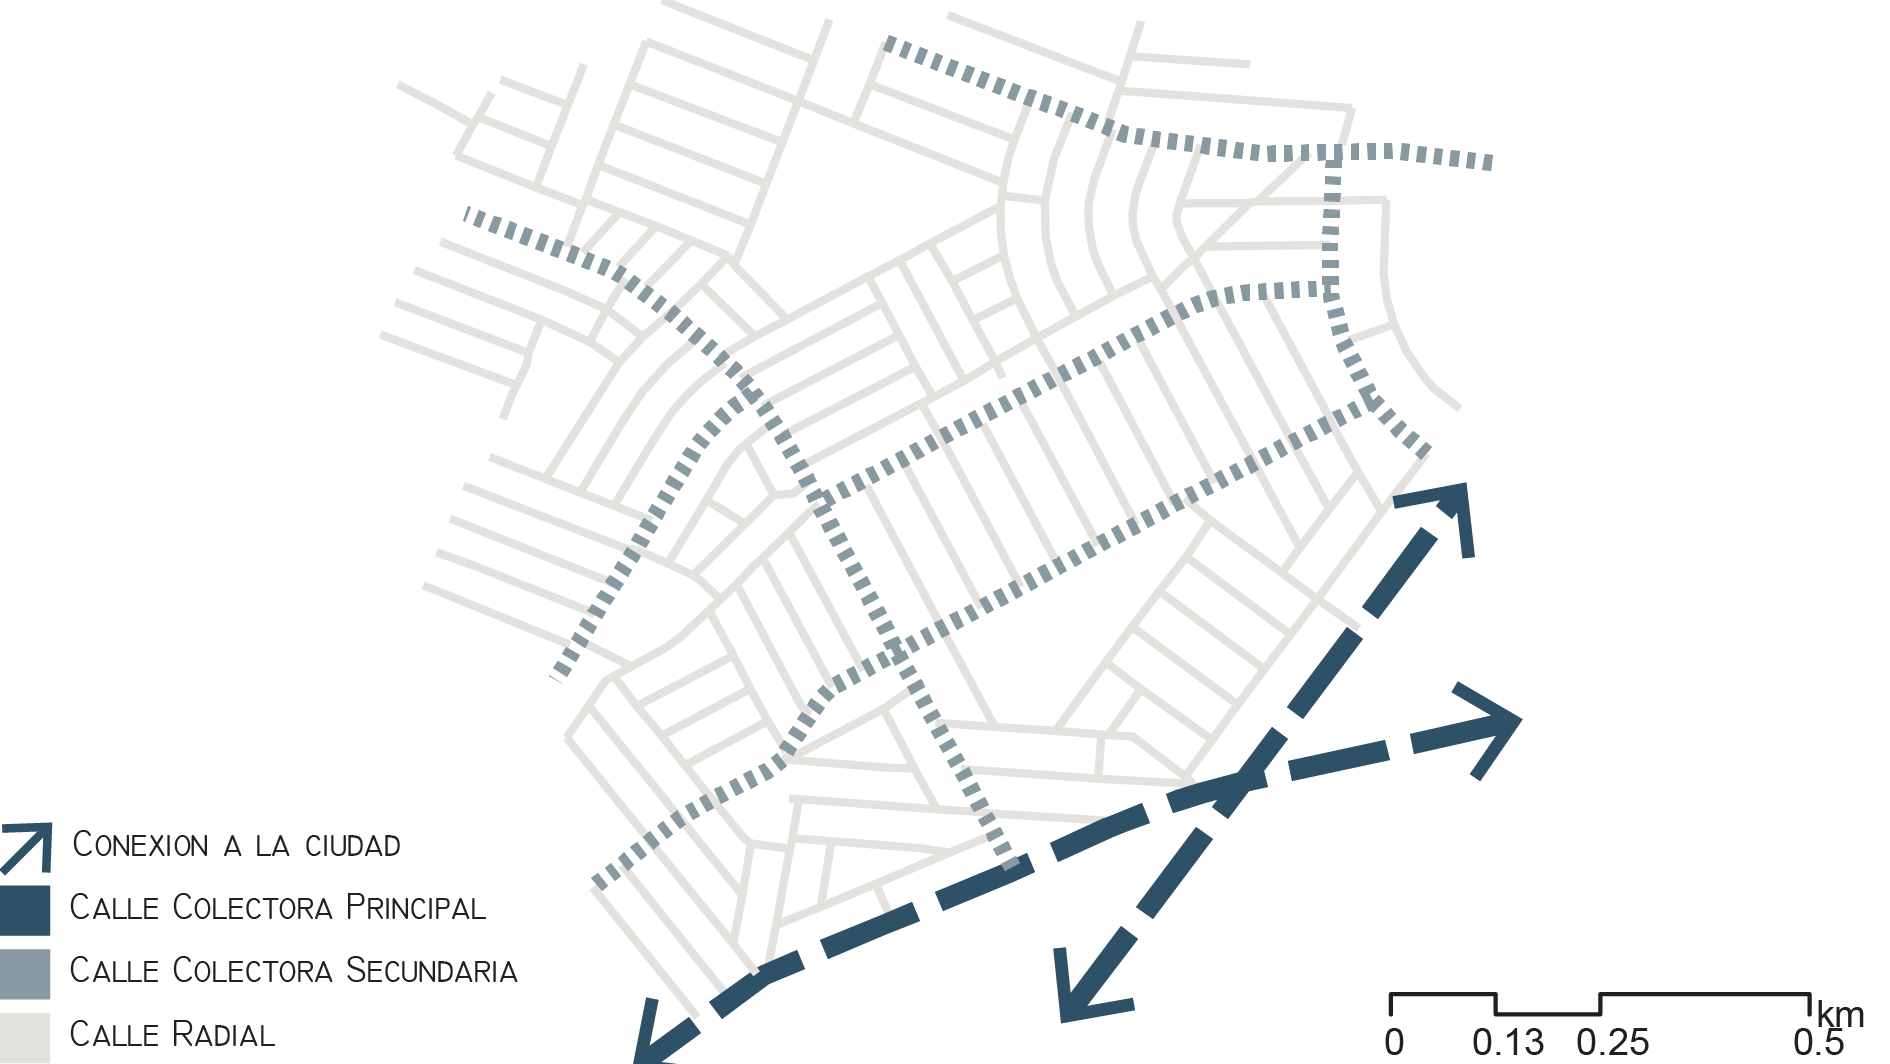 CONEXION A LA CIUDAD
CALLE COLECTORA PRINCIPAL
CALLE COLECTORA SECUNDARIA
CALLE RADIAL
km
0 0.13 0.25 0.5